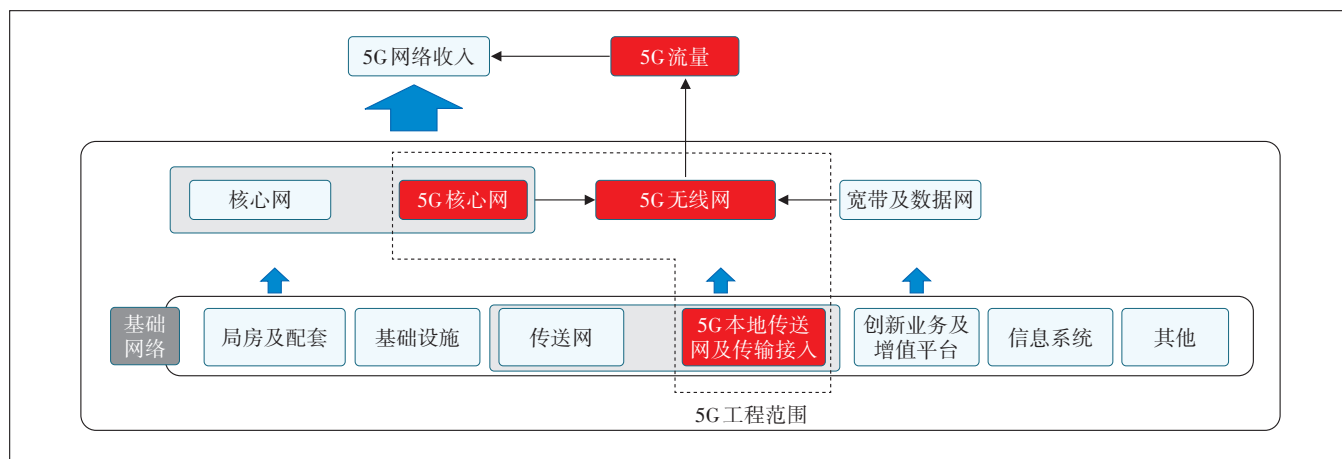 5G网络收入
5G流量
核心网
5G核心网
5G无线网
宽带及数据网
基础
网络
局房及配套
基础设施
传送网
5G本地传送
网及传输接入
创新业务及
增值平台
信息系统
其他
5G工程范围